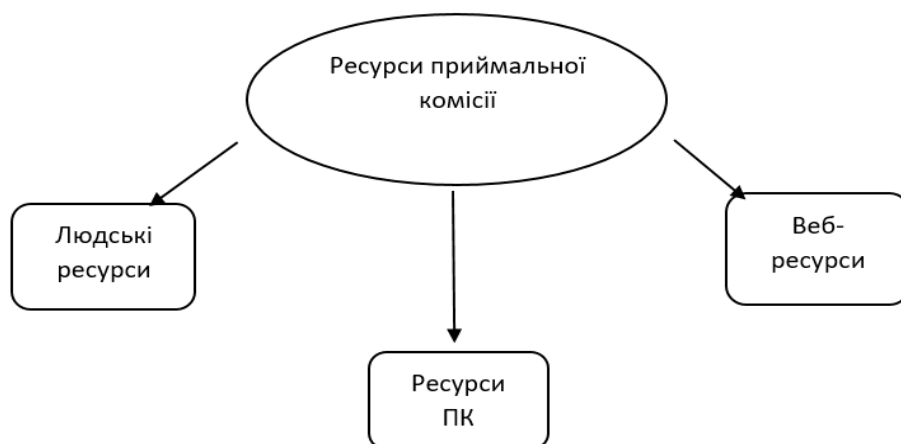 Ресурси приймальної
комісії
Людські
ресурси
Веб-
ресурси
Ресурси
ПК